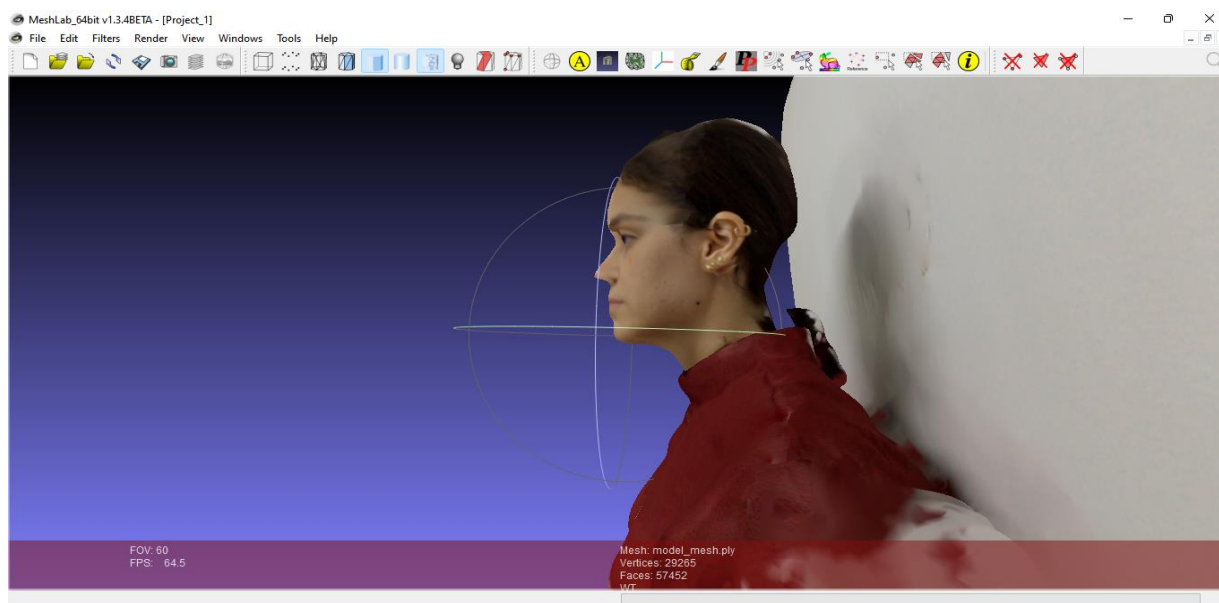 MeshLab_64bit v1.3.4BETA - [Project_1]
File Edit Filters Render View Windows Tools Help
FOV: 60
FPS: 64.5
Mesh: model_mesh.ply
Vertices: 29265
Faces: 57452
WT